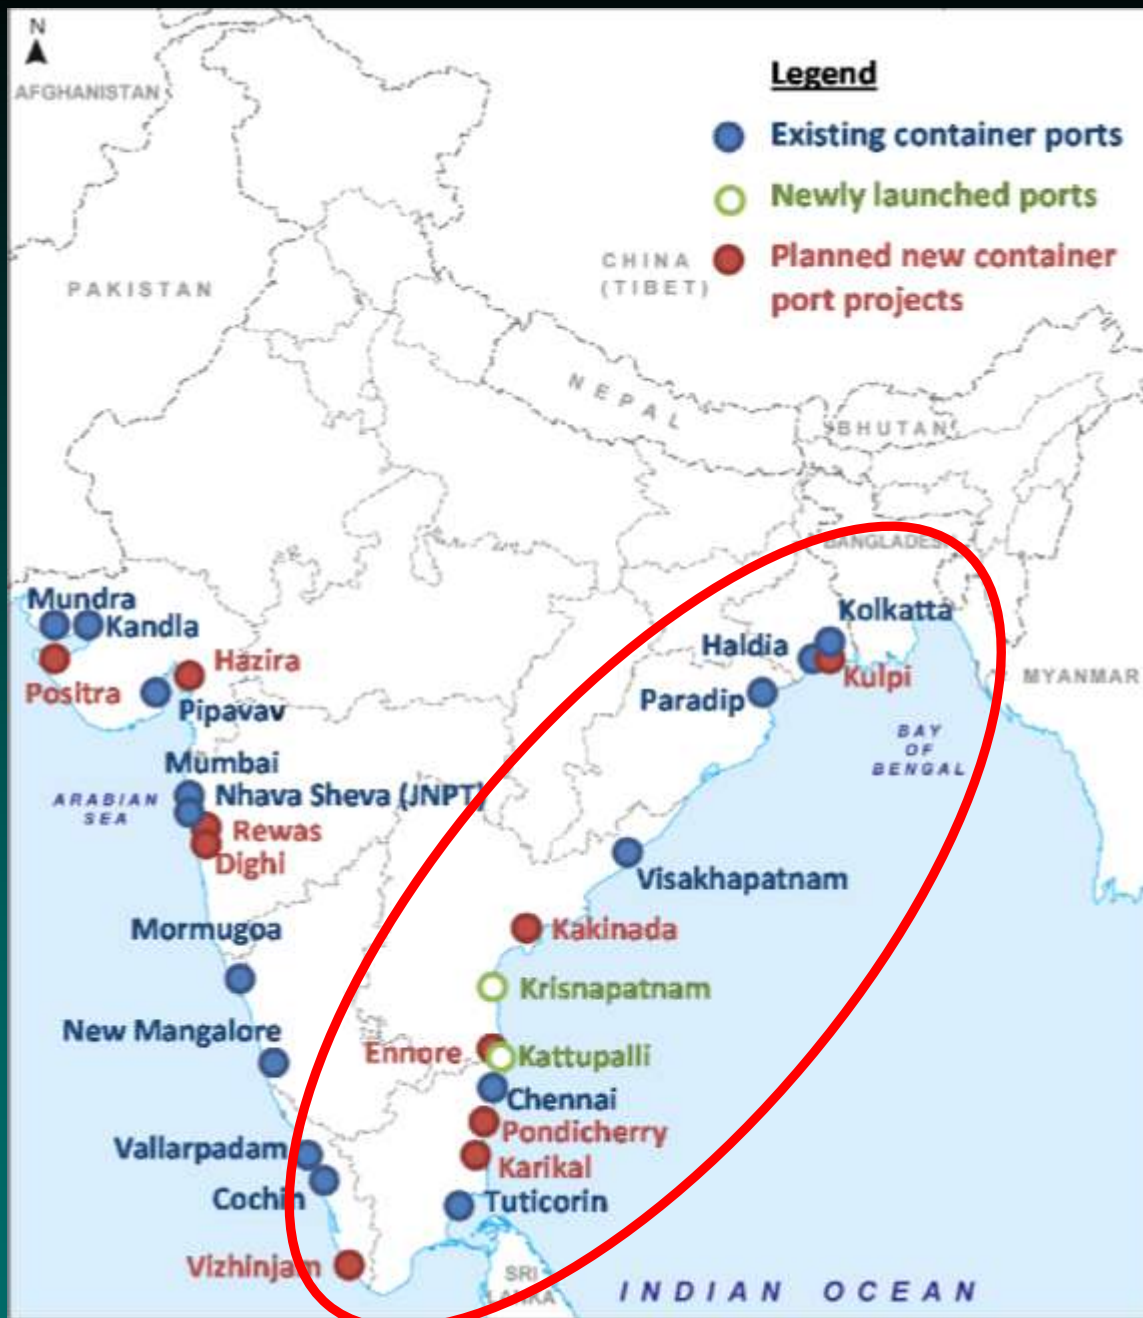 N
AFGHANISTAN
Legend
Existing container ports
Newly launched ports
Planned new container
port projects
CHINA
(TIBET)
PAKISTAN
NEPAL
BHUTAN
BANGLADESH
Mundra
Kandla
Kolkatta
Haldia
Hazira
Positra
Kulpi
MYANMAR
Pipavav
Paradip
BAY
OF
BENGAL
Mumbai
Nhava Sheva (JNPT)
ARABIAN
SEA
Rewas
Dighi
Visakhapatnam
Mormugoa
Kakinada
Krisnapatnam
New Mangalore
Ennore
Kattupalli
Chennai
Pondicherry
Vallarpadam
Karikal
Cochin
Tuticorin
Vizhinjam
SRI
LANKA
INDIAN OCEAN